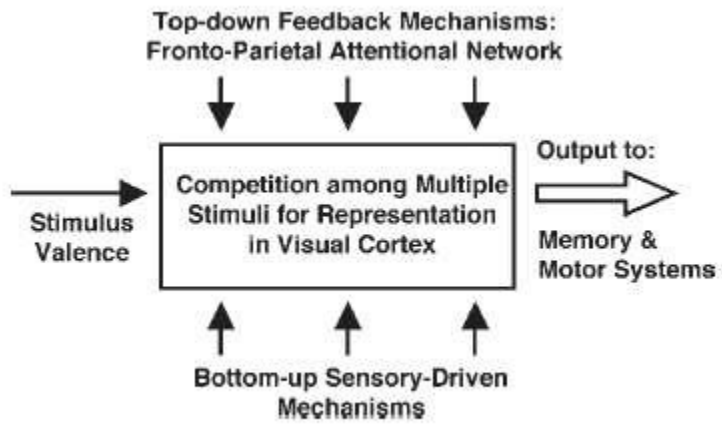 Top-down Feedback Mechanisms:
Fronto-Parietal Attentional Network
Stimulus
Valence
Competition among Multiple
Stimuli for Representation
in Visual Cortex
Output to:
Memory &
Motor Systems
Bottom-up Sensory-Driven
Mechanisms